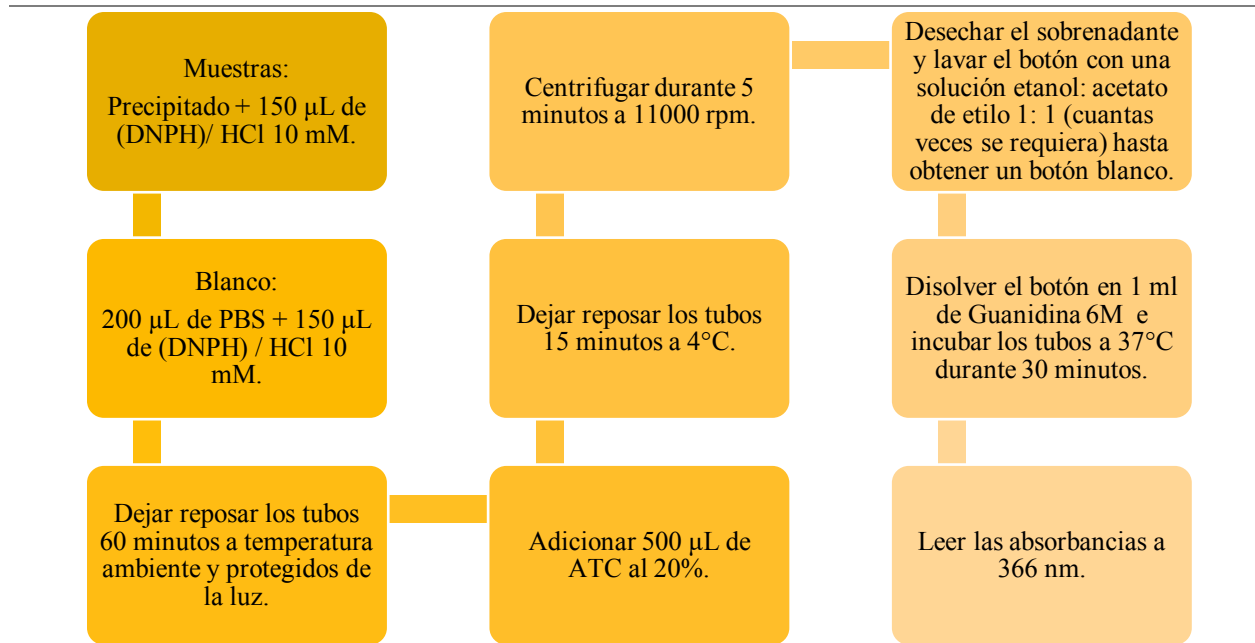 Muestras:
Precipitado + 150 µL de
(DNPH)/ HCl 10 mM.
Blanco:
200 µL de PBS + 150 µL
de (DNPH) / HCl 10
mM.
Dejar reposar los tubos
60 minutos a temperatura
ambiente y protegidos de
la luz.
Adicionar 500 µL de
ATC al 20%.
Dejar reposar los tubos
15 minutos a 4°C.
Centrifugar durante 5
minutos a 11000 rpm.
Desechar el sobrenadante
y lavar el botón con una
solución etanol: acetato
de etilo 1: 1 (cuantas
veces se requiera) hasta
obtener un botón blanco.
Disolver el botón en 1 ml
de Guanidina 6M e
incubar los tubos a 37°C
durante 30 minutos.
Leer las absorbancias a
366 nm.